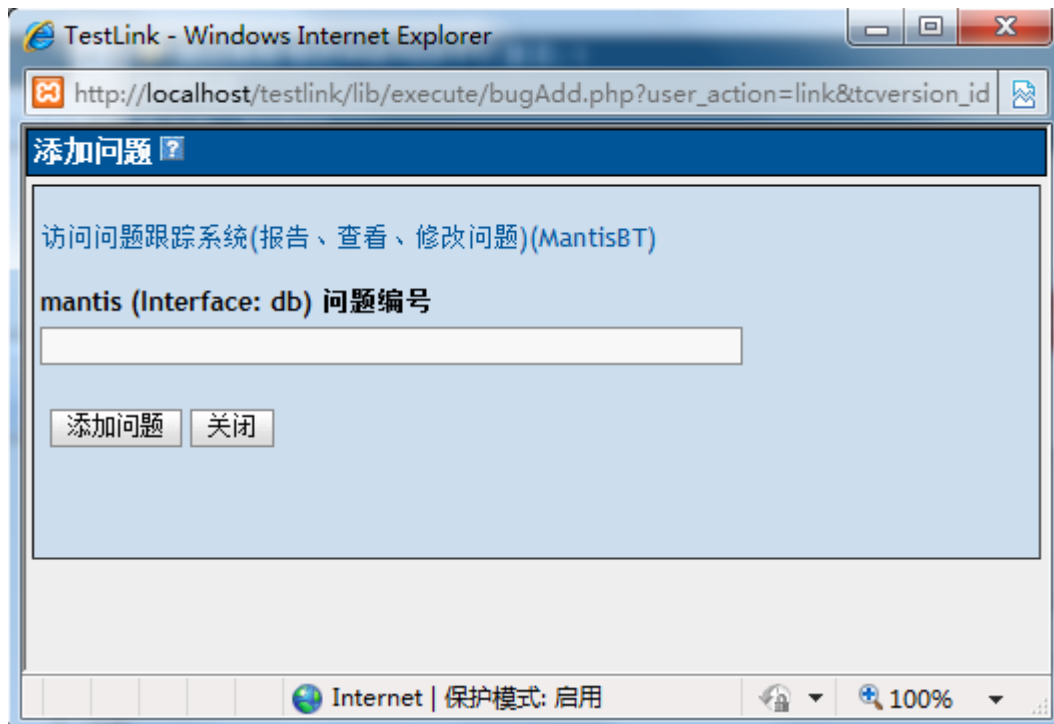 TestLink - Windows Internet Explorer
http://localhost/testlink/lib/execute/bugAdd.php?user_action=link&tcversion_id
添加问题
访问问题跟踪系统(报告、查看、修改问题)(MantisBT)
mantis (Interface: db) 问题编号
添加问题 关闭
Internet | 保护模式: 启用 100%